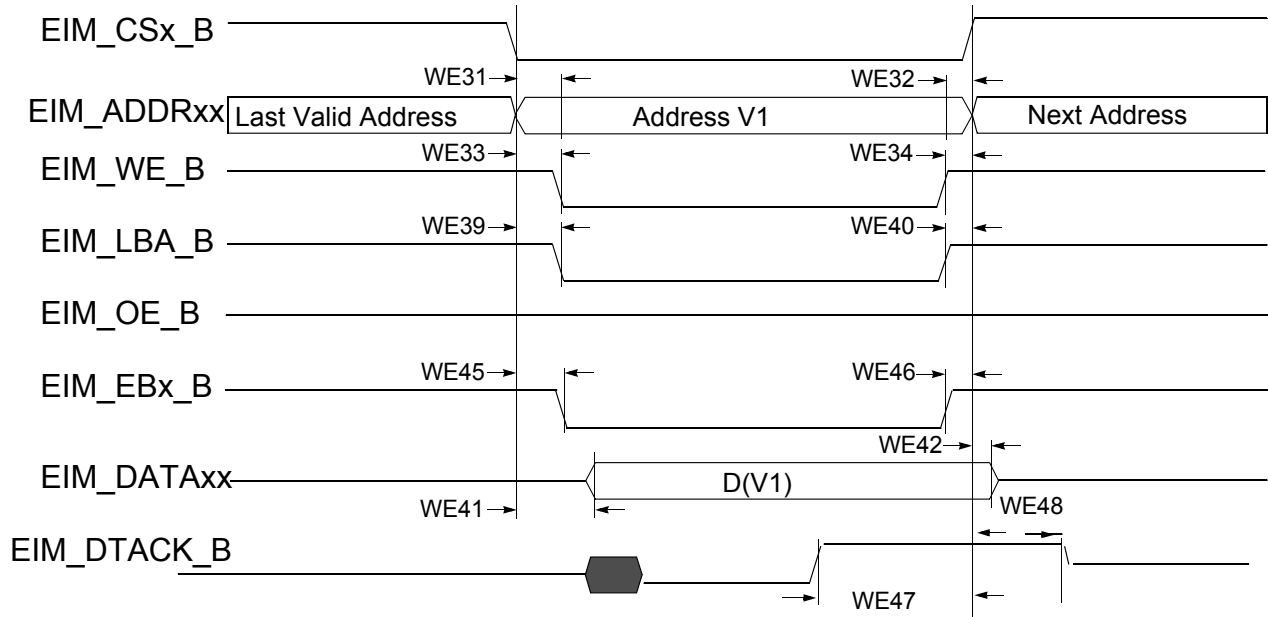 EIM_CSx_B
WE31 WE32
EIM_ADDRxx Last Valid Address Address V1 Next Address
WE33 WE34
EIM_WE_B
WE39 WE40
EIM_LBA_B
EIM_OE_B
WE45 WE46
EIM_EBx_B
WE42
EIM_DATAxx D(V1)
WE41 WE48
EIM_DTACK_B
WE47